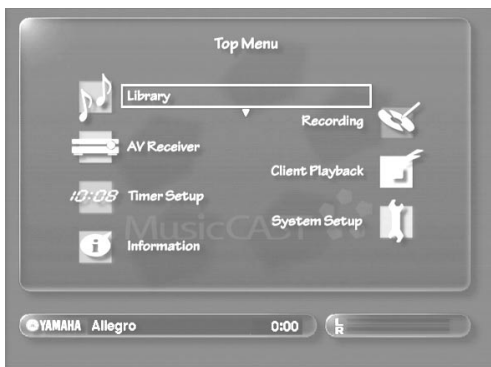 Top Menu
Library
Recording
AV Receiver
Client Playback
10:08 Timer Setup
System Setup
MusicCAST
i Information
YAMAHA Allegro 0:00 L
R